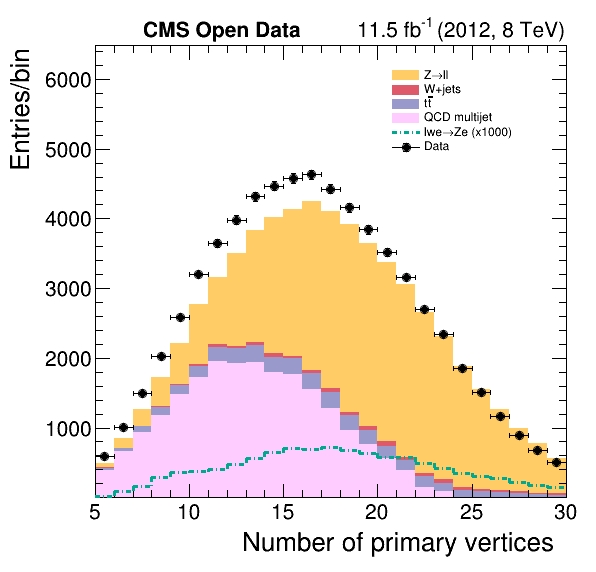 CMS Open Data
11.5 fb-1 (2012, 8 TeV)
Entries/bin
6000
5000
4000
3000
2000
1000
Z→ll
W+jets
tt̄
QCD multijet
lwe→Ze (x1000)
Data
5 10 15 20 25 30
Number of primary vertices